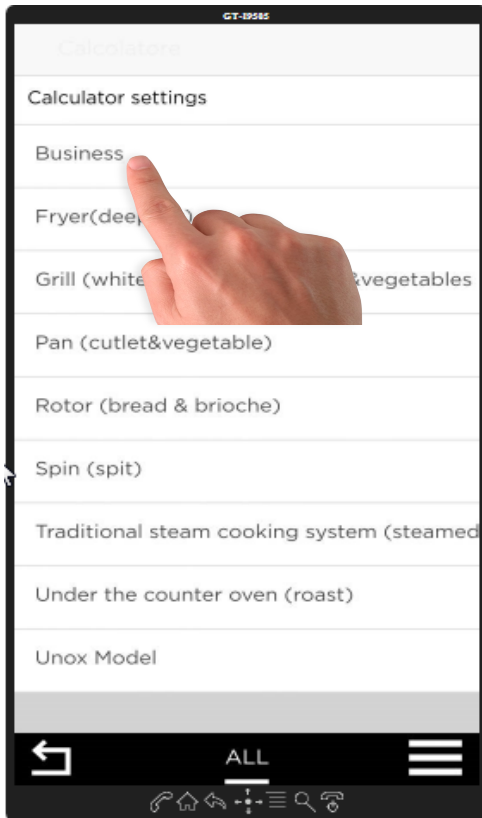 GT-I9505
Calcolatore
Calculator settings
Business
Fryer(deep
Grill (white &vegetables
Pan (cutlet&vegetable)
Rotor (bread & brioche)
Spin (spit)
Traditional steam cooking system (steamed
Under the counter oven (roast)
Unox Model
ALL